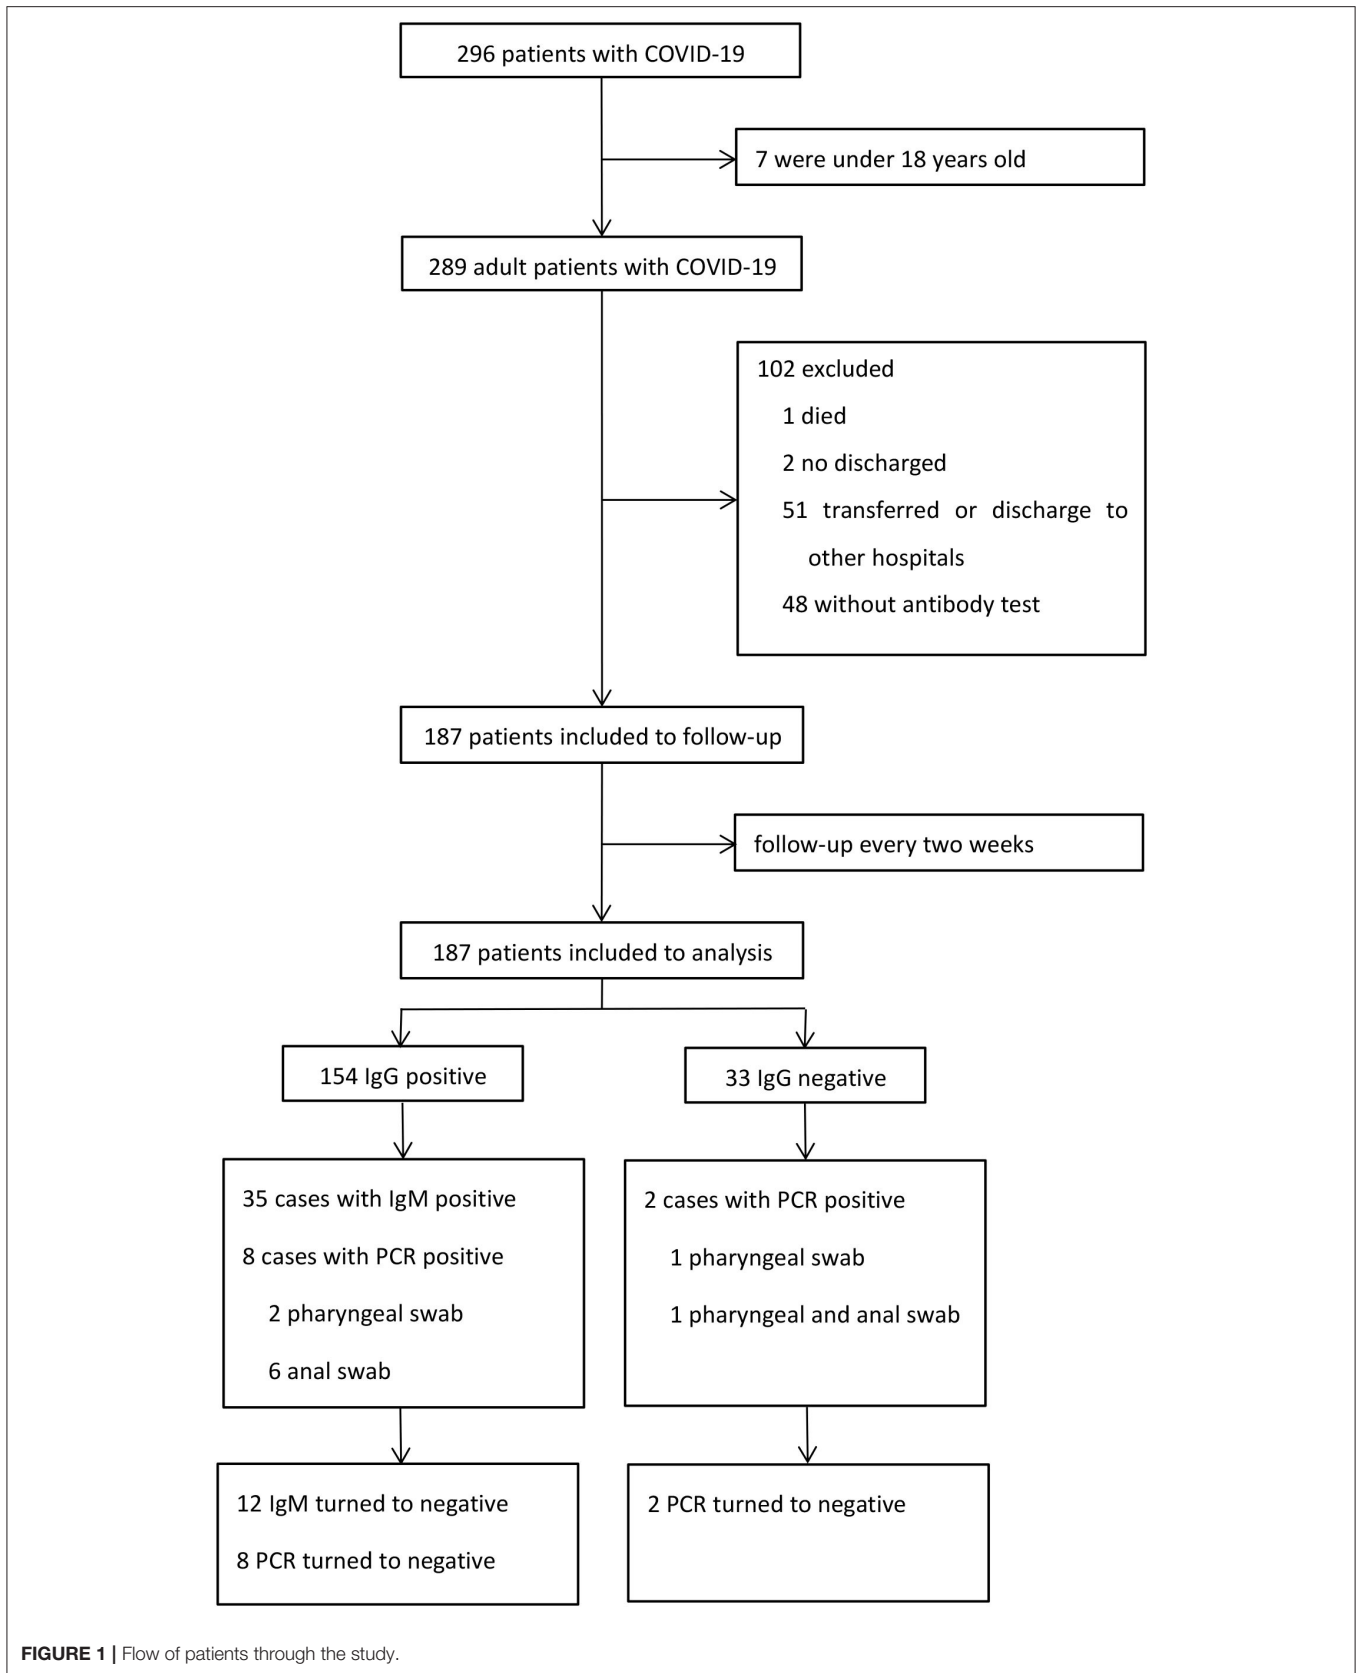 296 patients with COVID-19
7 were under 18 years old
289 adult patients with COVID-19
102 excluded
1 died
2 no discharged
51 transferred or discharge to
other hospitals
48 without antibody test
187 patients included to follow-up
follow-up every two weeks
187 patients included to analysis
154 IgG positive
33 IgG negative
35 cases with IgM positive
8 cases with PCR positive
2 pharyngeal swab
6 anal swab
2 cases with PCR positive
1 pharyngeal swab
1 pharyngeal and anal swab
12 IgM turned to negative
8 PCR turned to negative
2 PCR turned to negative
FIGURE 1 | Flow of patients through the study.